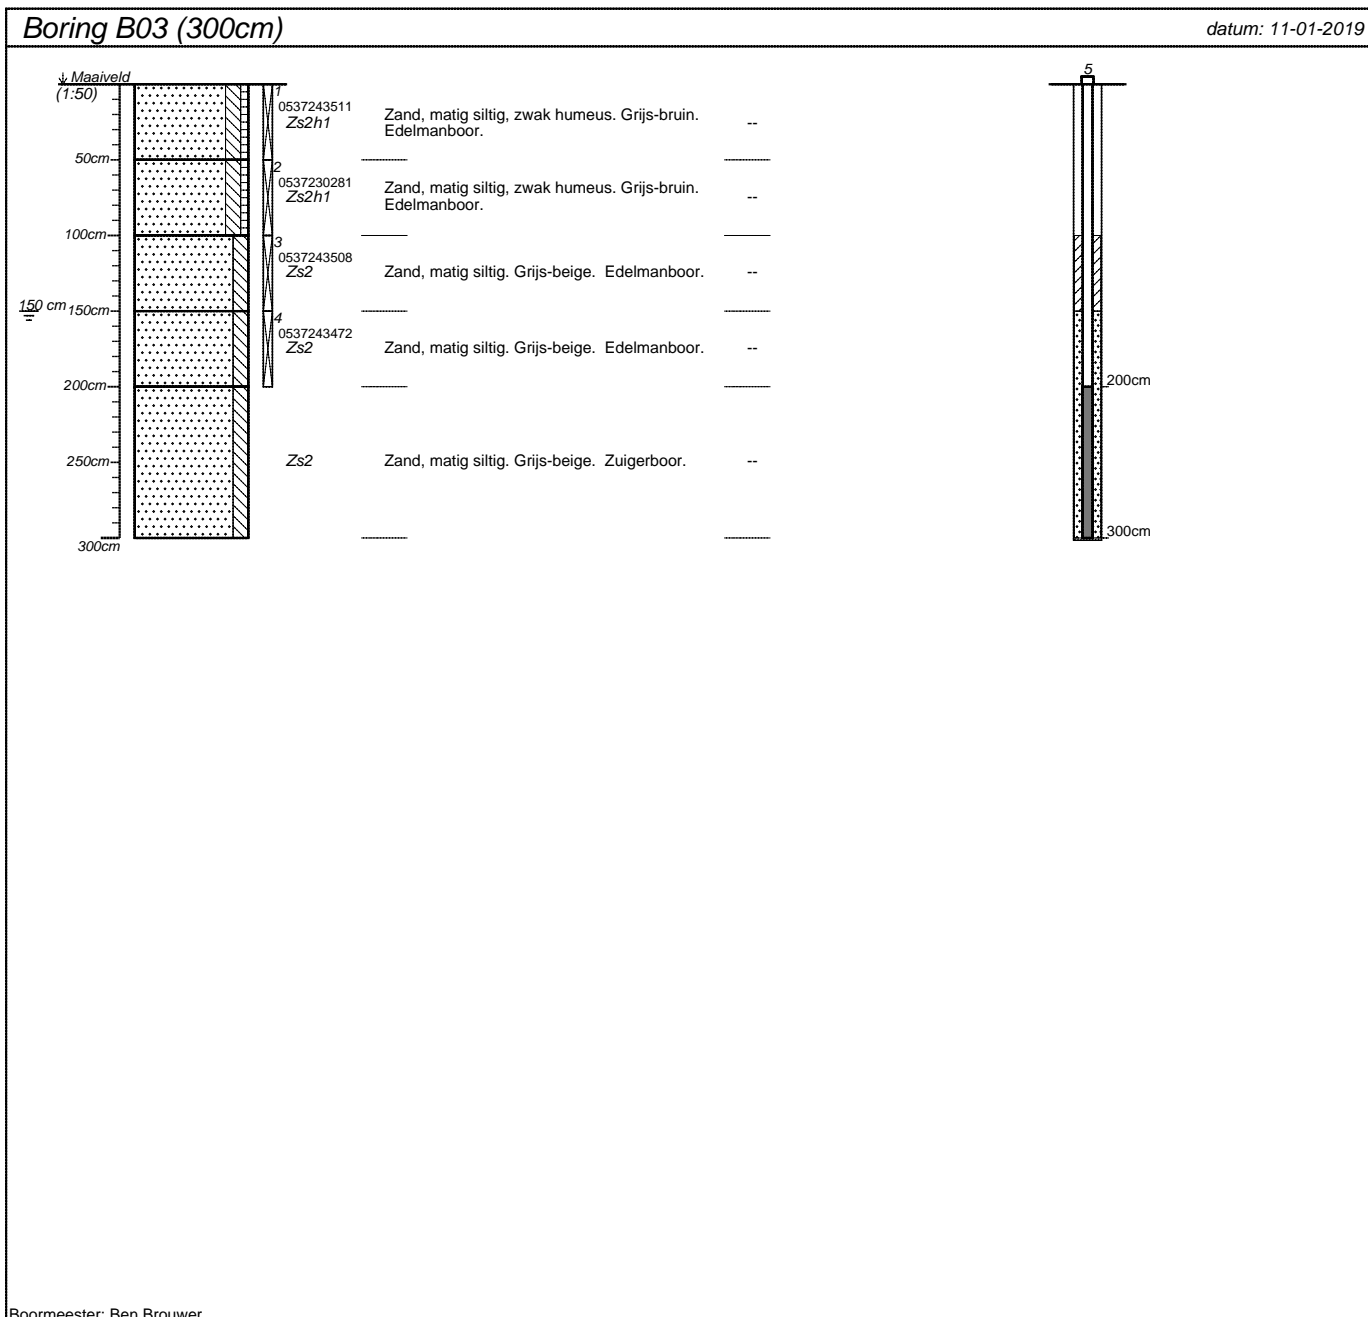 Boring B03 (300cm)
datum: 11-01-2019
Maaiveld
(1:50)
5
1
0537243511
Zs2h1
Zand, matig siltig, zwak humeus. Grijs-bruin.
Edelmanboor.
--
50cm
2
0537230281
Zs2h1
Zand, matig siltig, zwak humeus. Grijs-bruin.
Edelmanboor.
--
100cm
3
0537243508
Zs2
Zand, matig siltig. Grijs-beige. Edelmanboor.
--
150 cm
150cm
4
0537243472
Zs2
Zand, matig siltig. Grijs-beige. Edelmanboor.
--
200cm
200cm
250cm
Zs2
Zand, matig siltig. Grijs-beige. Zuigerboor.
--
300cm
300cm
Boormeester: Ben Brouwer